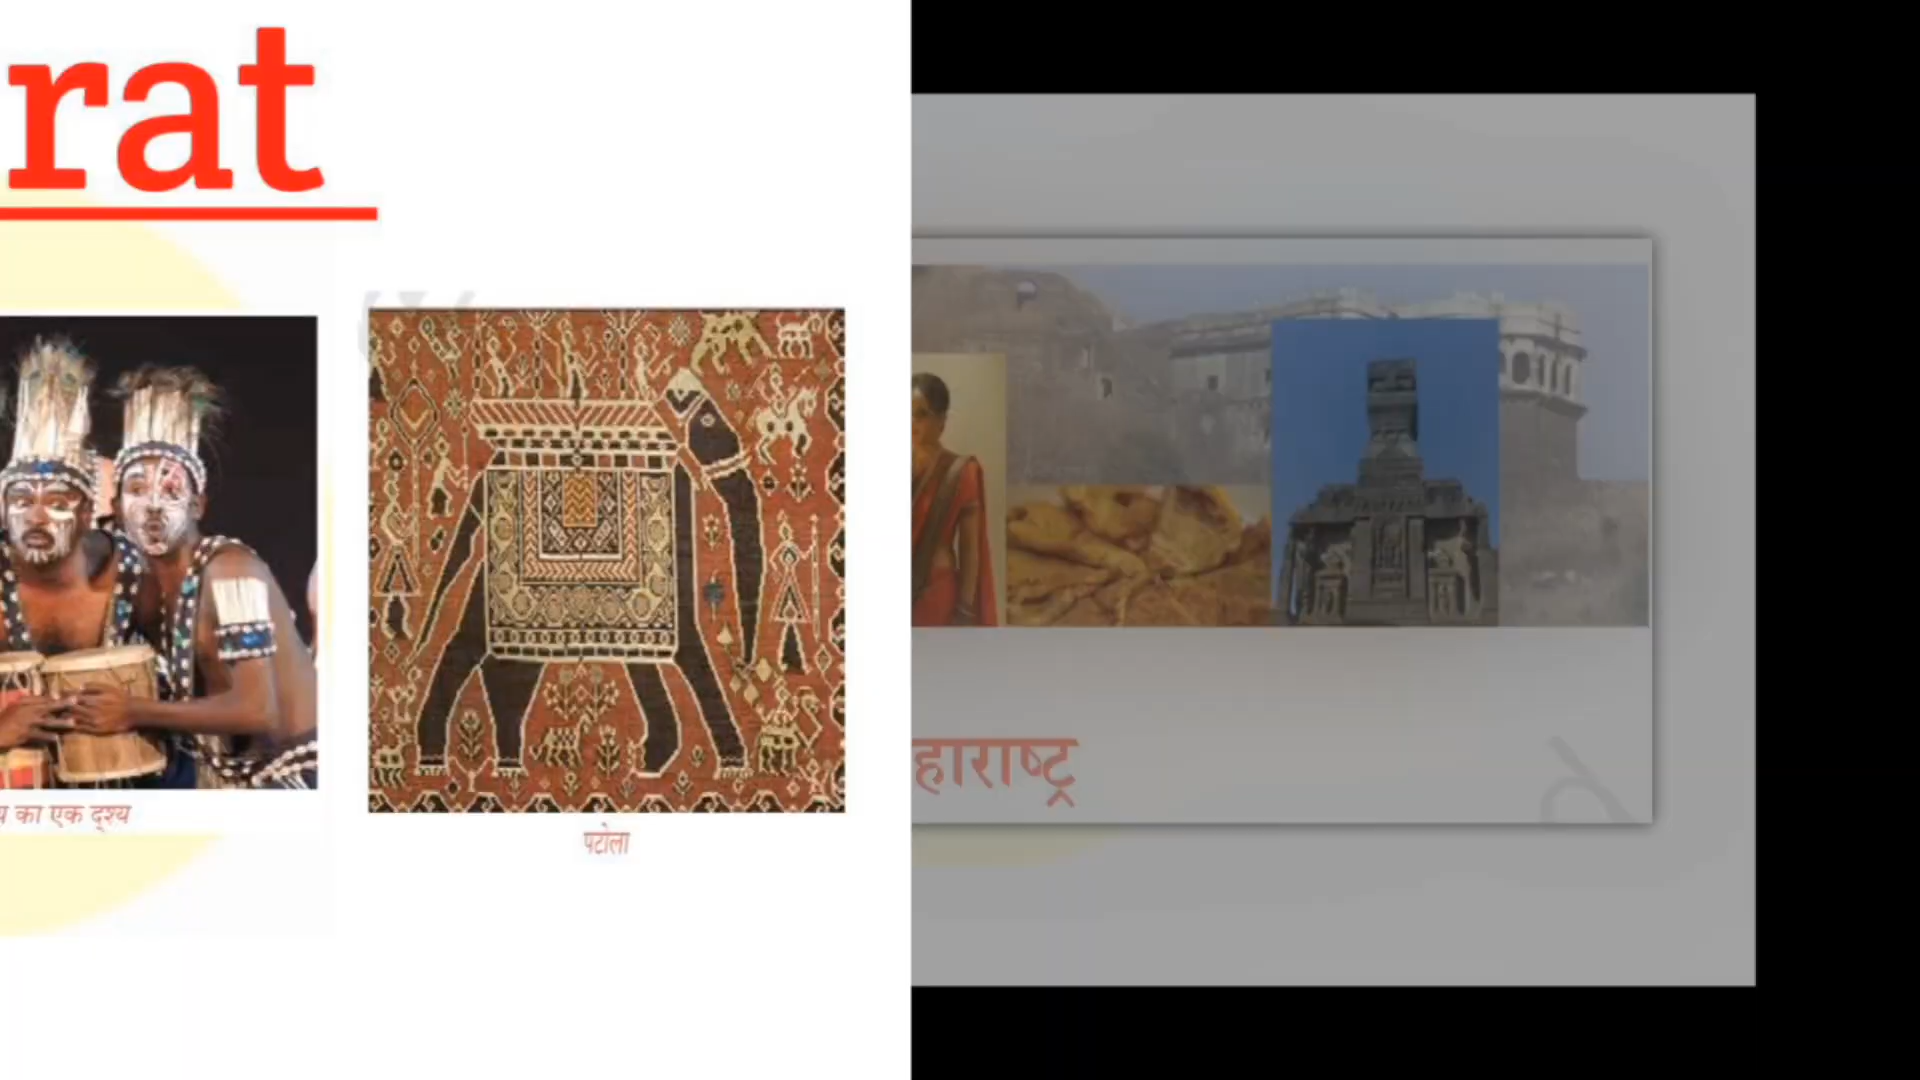 rat
य का एक दृश्य
पटोला
हाराष्ट्र